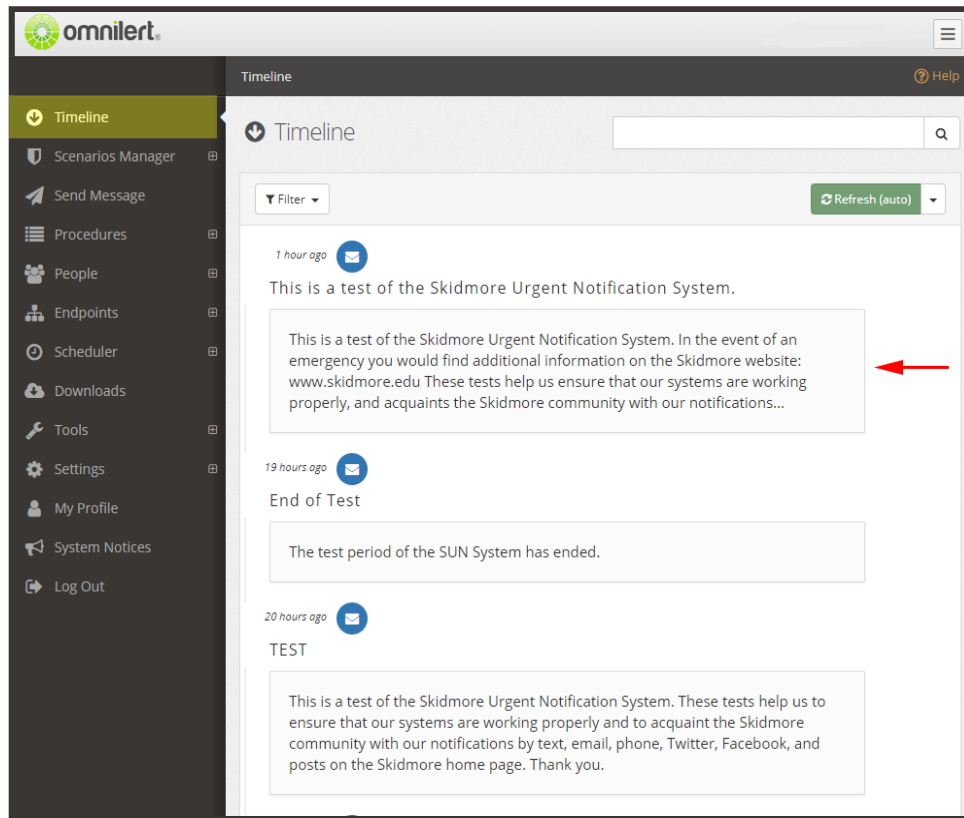 omnilert®
Timeline
Help
Timeline
Scenarios Manager
Send Message
Procedures
People
Endpoints
Scheduler
Downloads
Tools
Settings
My Profile
System Notices
Log Out
Timeline
Filter
Refresh (auto)
1 hour ago
This is a test of the Skidmore Urgent Notification System.
This is a test of the Skidmore Urgent Notification System. In the event of an
emergency you would find additional information on the Skidmore website:
www.skidmore.edu These tests help us ensure that our systems are working
properly, and acquaints the Skidmore community with our notifications...
19 hours ago
End of Test
The test period of the SUN System has ended.
20 hours ago
TEST
This is a test of the Skidmore Urgent Notification System. These tests help us to
ensure that our systems are working properly and to acquaint the Skidmore
community with our notifications by text, email, phone, Twitter, Facebook, and
posts on the Skidmore home page. Thank you.